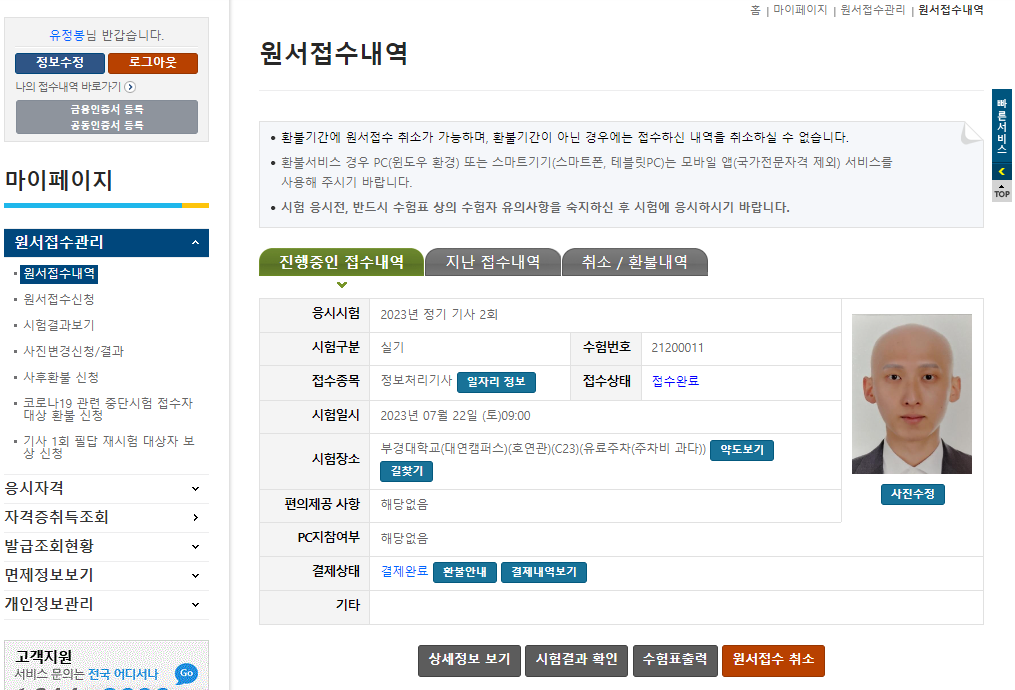 홈 | 마이페이지 | 원서접수관리 | 원서접수내역
유정봉님 반갑습니다.
정보수정 로그아웃
나의 접수내역 바로가기
금융인증서 등록
공동인증서 등록
마이페이지
원서접수관리
원서접수내역
원서접수신청
시험결과보기
사진변경신청/결과
사후환불 신청
코로나19 관련 중단시험 접수자
대상 환불 신청
기사 1회 필답 재시험 대상자 보
상 신청
응시자격
자격증취득조회
발급조회현황
면제정보보기
개인정보관리
고객지원
서비스 문의는 전국 어디서나
Go
원서접수내역
• 환불기간에 원서접수 취소가 가능하며, 환불기간이 아닌 경우에는 접수하신 내역을 취소하실 수 없습니다.
• 환불서비스 경우 PC(윈도우 환경) 또는 스마트기기(스마트폰, 테블릿PC)는 모바일 앱(국가전문자격 제외) 서비스를
사용해 주시기 바랍니다.
• 시험 응시전, 반드시 수험표 상의 수험자 유의사항을 숙지하신 후 시험에 응시하시기 바랍니다.
진행중인 접수내역 지난 접수내역 취소 / 환불내역
응시시험 2023년 정기 기사 2회
시험구분 실기 수험번호 21200011
접수종목 정보처리기사 일자리 정보 접수상태 접수완료
시험일시 2023년 07월 22일 (토)09:00
시험장소 부경대학교(대연캠퍼스)(호연관)(C23)(유료주차(주차비 과다)) 약도보기
길찾기
사진수정
편의제공 사항 해당없음
PC지참여부 해당없음
결제상태 결제완료 환불안내 결제내역보기
기타
상세정보 보기 시험결과 확인 수험표출력 원서접수 취소
빠른서비스
TOP